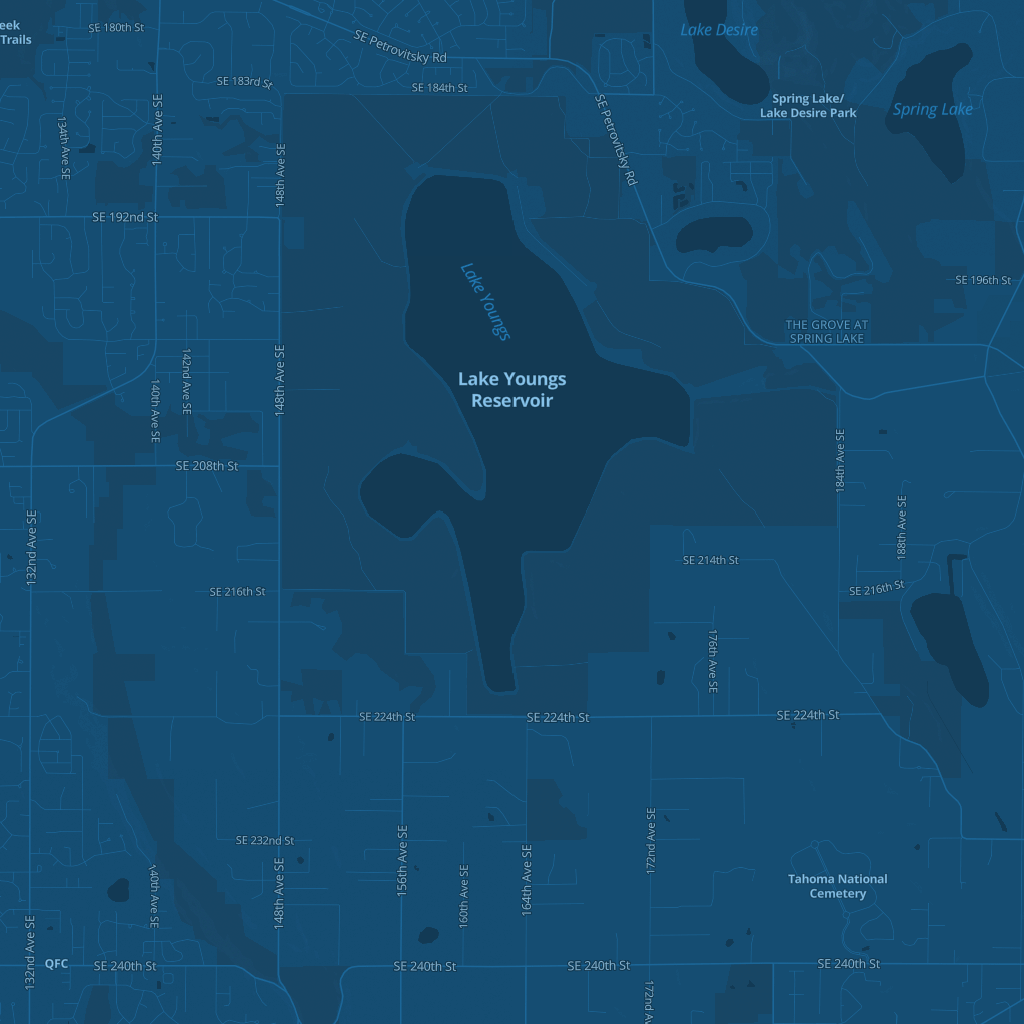 eek
Trails
SE 180th St
SE Petrovitsky Rd
Lake Desire
SE 183rd St
SE 184th St
Spring Lake/
Lake Desire Park
Spring Lake
134th Ave SE
140th Ave SE
148th Ave SE
SE Petrovitsky Rd
SE 192nd St
Lake Youngs
SE 196th St
THE GROVE AT
SPRING LAKE
142nd Ave SE
140th Ave SE
148th Ave SE
Lake Youngs
Reservoir
SE 208th St
184th Ave SE
132nd Ave SE
188th Ave SE
SE 214th St
SE 216th St
SE 216th St
176th Ave SE
SE 224th St
SE 224th St
SE 224th St
SE 232nd St
172nd Ave SE
156th Ave SE
164th Ave SE
148th Ave SE
140th Ave SE
160th Ave SE
Tahoma National
Cemetery
132nd Ave SE
QFC
SE 240th St
SE 240th St
SE 240th St
SE 240th St
172nd Av